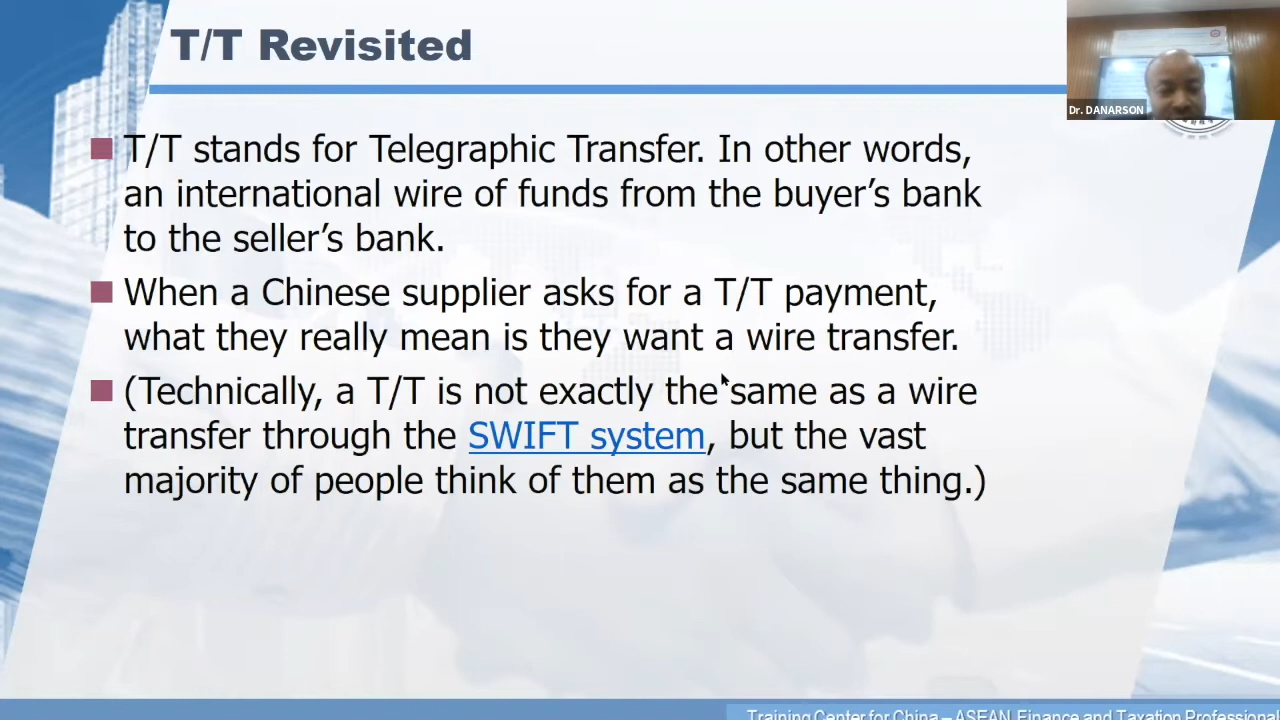 T/T Revisited
Dr. DANARSON
T/T stands for Telegraphic Transfer. In other words,
an international wire of funds from the buyer’s bank
to the seller’s bank.
When a Chinese supplier asks for a T/T payment,
what they really mean is they want a wire transfer.
(Technically, a T/T is not exactly the same as a wire
transfer through the SWIFT system, but the vast
majority of people think of them as the same thing.)
Training Center for China – ASEAN Finance and Taxation Professional